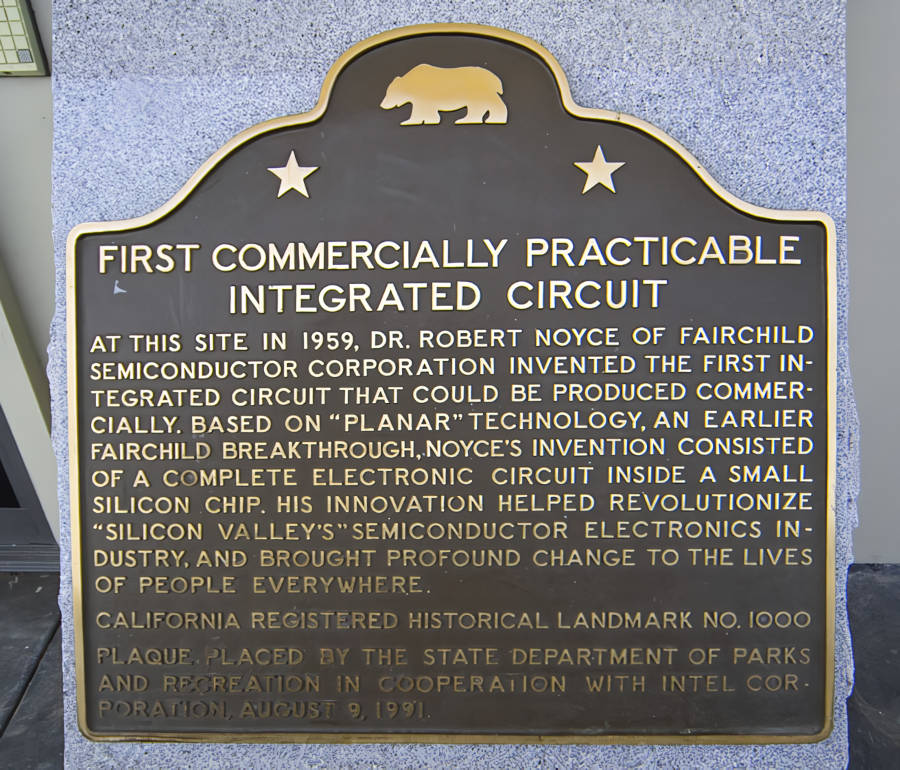 FIRST COMMERCIALLY PRACTICABLE
INTEGRATED CIRCUIT
AT THIS SITE IN 1959, DR. ROBERT NOYCE OF FAIRCHILD
SEMICONDUCTOR CORPORATION INVENTED THE FIRST IN-
TEGRATED CIRCUIT THAT COULD BE PRODUCED COMMER-
CIALLY. BASED ON “PLANAR” TECHNOLOGY, AN EARLIER
FAIRCHILD BREAKTHROUGH, NOYCE'S INVENTION CONSISTED
OF A COMPLETE ELECTRONIC CIRCUIT INSIDE A SMALL
SILICON CHIP. HIS INNOVATION HELPED REVOLUTIONIZE
“SILICON VALLEY'S” SEMICONDUCTOR ELECTRONICS IN-
DUSTRY, AND BROUGHT PROFOUND CHANGE TO THE LIVES
OF PEOPLE EVERYWHERE.
CALIFORNIA REGISTERED HISTORICAL LANDMARK NO. 1000
PLAQUE PLACED BY THE STATE DEPARTMENT OF PARKS
AND RECREATION IN COOPERATION WITH INTEL COR-
PORATION, AUGUST 9, 1991.